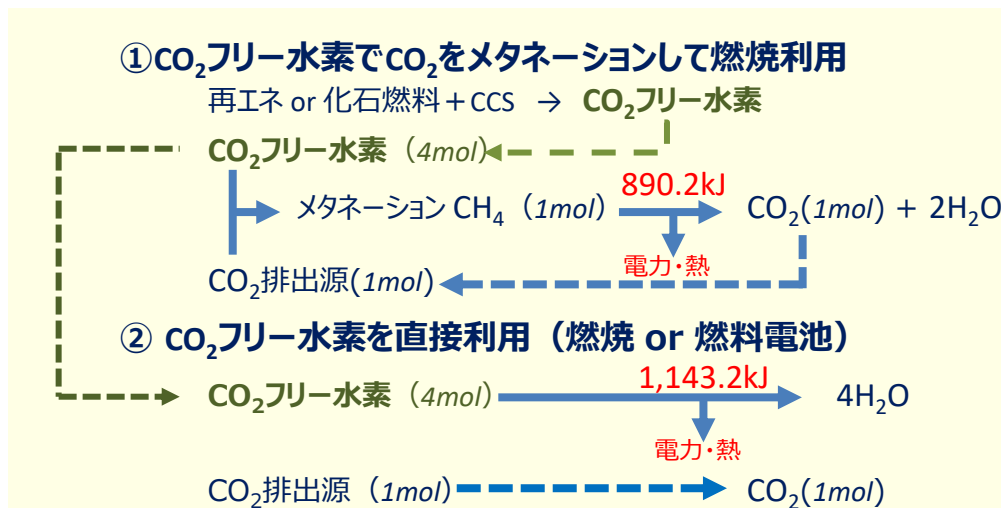 ①CO₂フリー水素でCO₂をメタネーションして燃焼利用
再エネ or 化石燃料+CCS → CO₂フリー水素
CO₂フリー水素(4mol)
890.2kJ
メタネーション CH₄(1mol) CO₂(1mol) + 2H₂O
電力・熱
CO₂排出源(1mol)
② CO₂フリー水素を直接利用(燃焼 or 燃料電池)
1,143.2kJ
CO₂フリー水素(4mol) 4H₂O
電力・熱
CO₂排出源(1mol) CO₂(1mol)